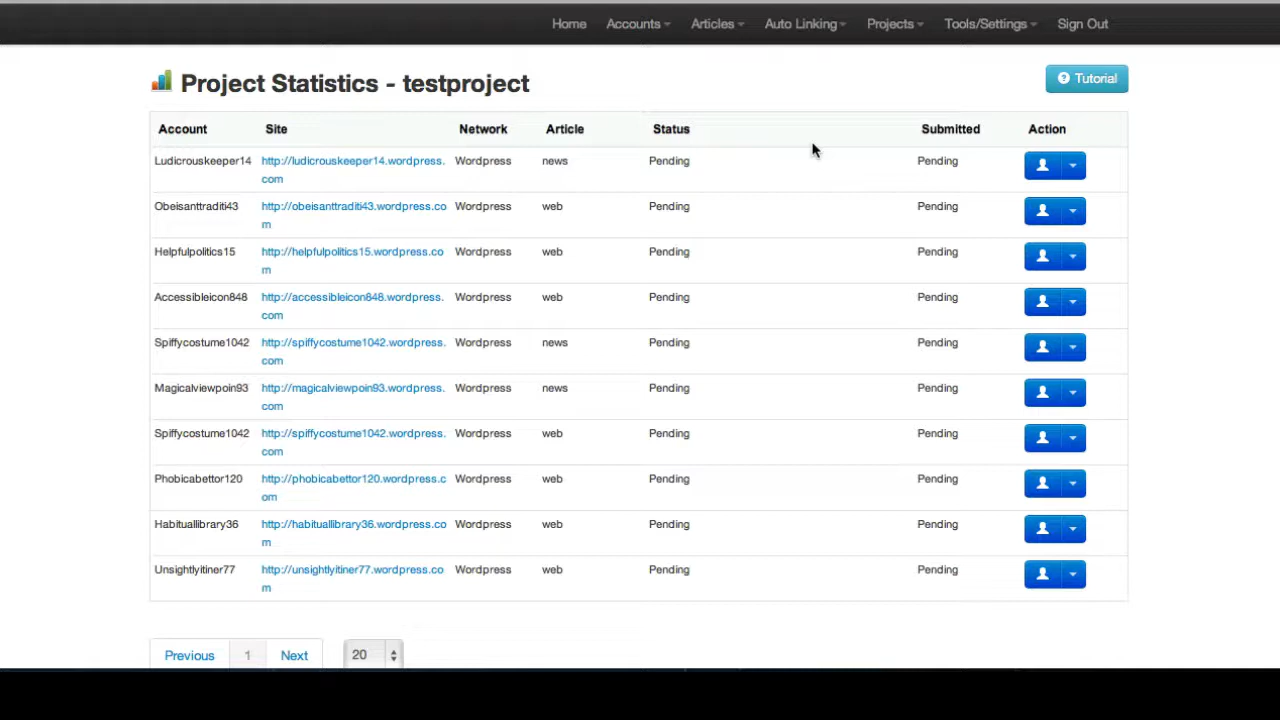 Home Accounts Articles Auto Linking Projects Tools/Settings Sign Out
Project Statistics - testproject
Tutorial
Account Site Network Article Status Submitted Action
Ludicrouskeeper14 http://ludicrouskeeper14.wordpress. Wordpress news Pending Pending
com
Obeisanttraditi43 http://obeisanttraditi43.wordpress.co Wordpress web Pending Pending
m
Helpfulpolitics15 http://helpfulpolitics15.wordpress.co Wordpress web Pending Pending
m
Accessibleicon848 http://accessibleicon848.wordpress. Wordpress web Pending Pending
com
Spiffycostume1042 http://spiffycostume1042.wordpress. Wordpress news Pending Pending
com
Magicalviewpoin93 http://magicalviewpoin93.wordpress. Wordpress news Pending Pending
com
Spiffycostume1042 http://spiffycostume1042.wordpress. Wordpress web Pending Pending
com
Phobicabettor120 http://phobicabettor120.wordpress.c Wordpress web Pending Pending
om
Habituallibrary36 http://habituallibrary36.wordpress.co Wordpress web Pending Pending
m
Unsightlyitiner77 http://unsightlyitiner77.wordpress.co Wordpress web Pending Pending
m
Previous 1 Next 20